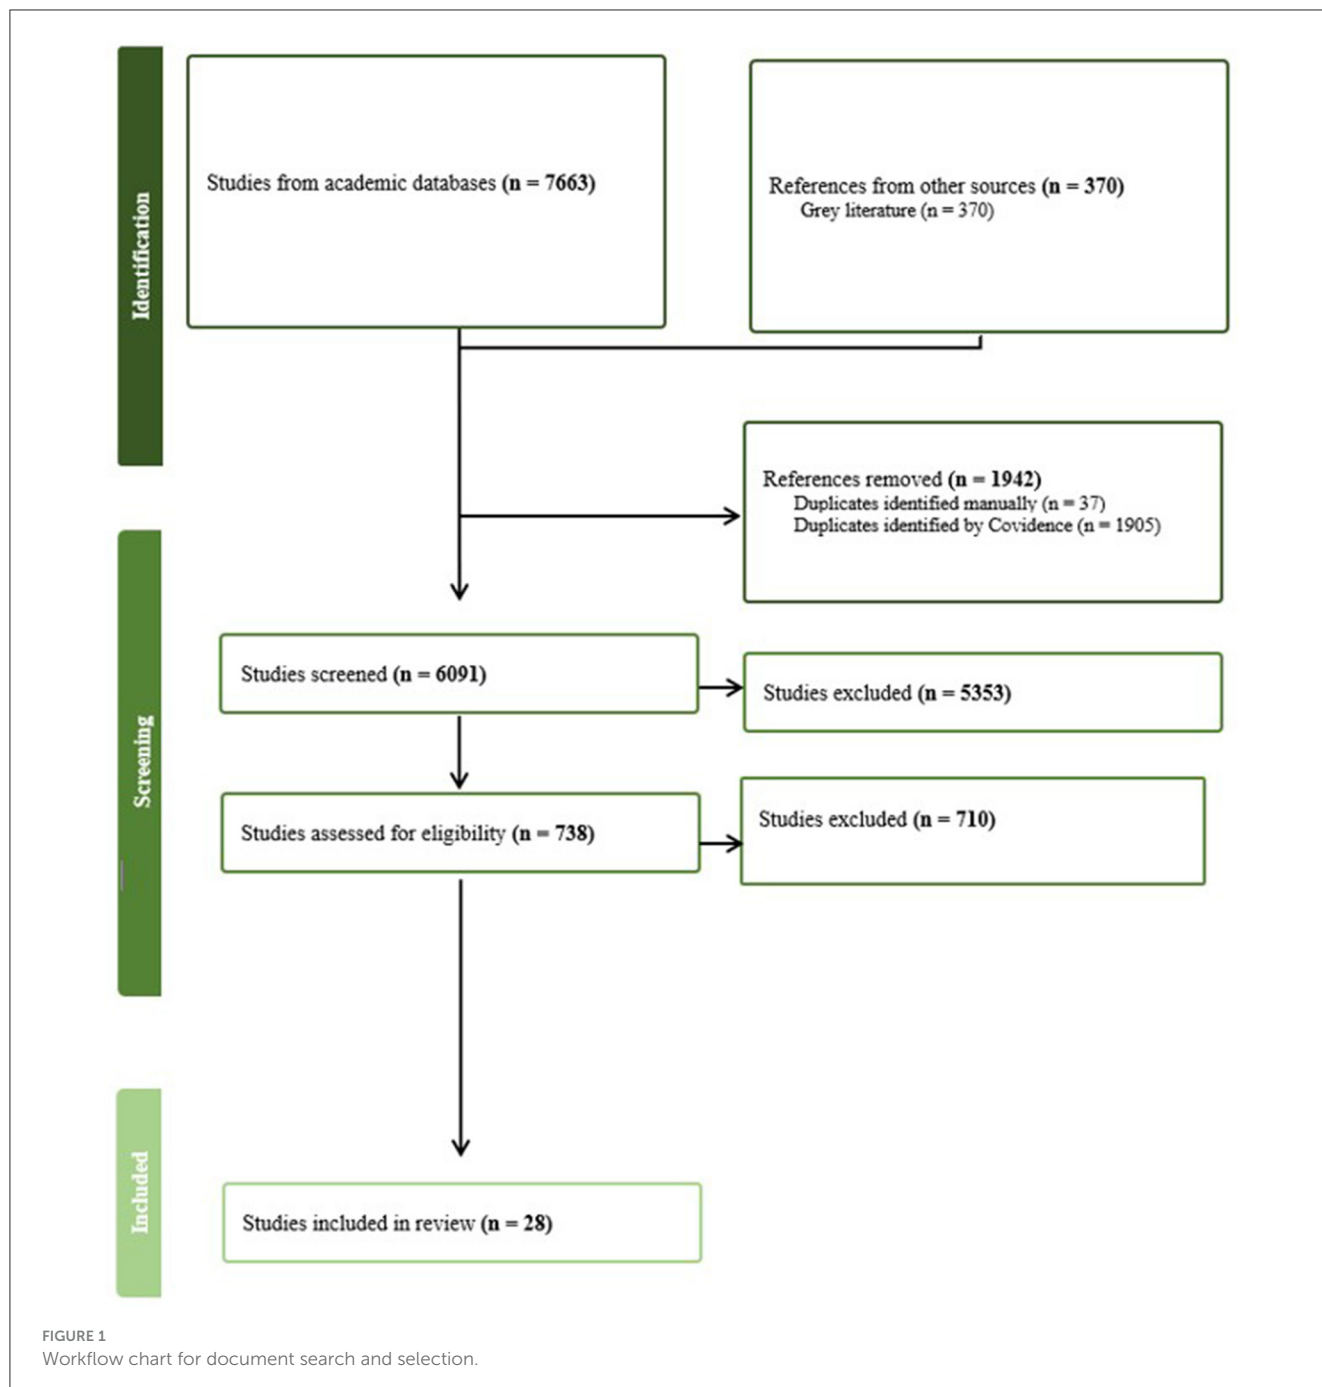 Identification
Studies from academic databases (n = 7663)
References from other sources (n = 370)
Grey literature (n = 370)
References removed (n = 1942)
Duplicates identified manually (n = 37)
Duplicates identified by Covidence (n = 1905)
Screening
Studies screened (n = 6091)
Studies excluded (n = 5353)
Studies assessed for eligibility (n = 738)
Studies excluded (n = 710)
Included
Studies included in review (n = 28)
FIGURE 1
Workflow chart for document search and selection.